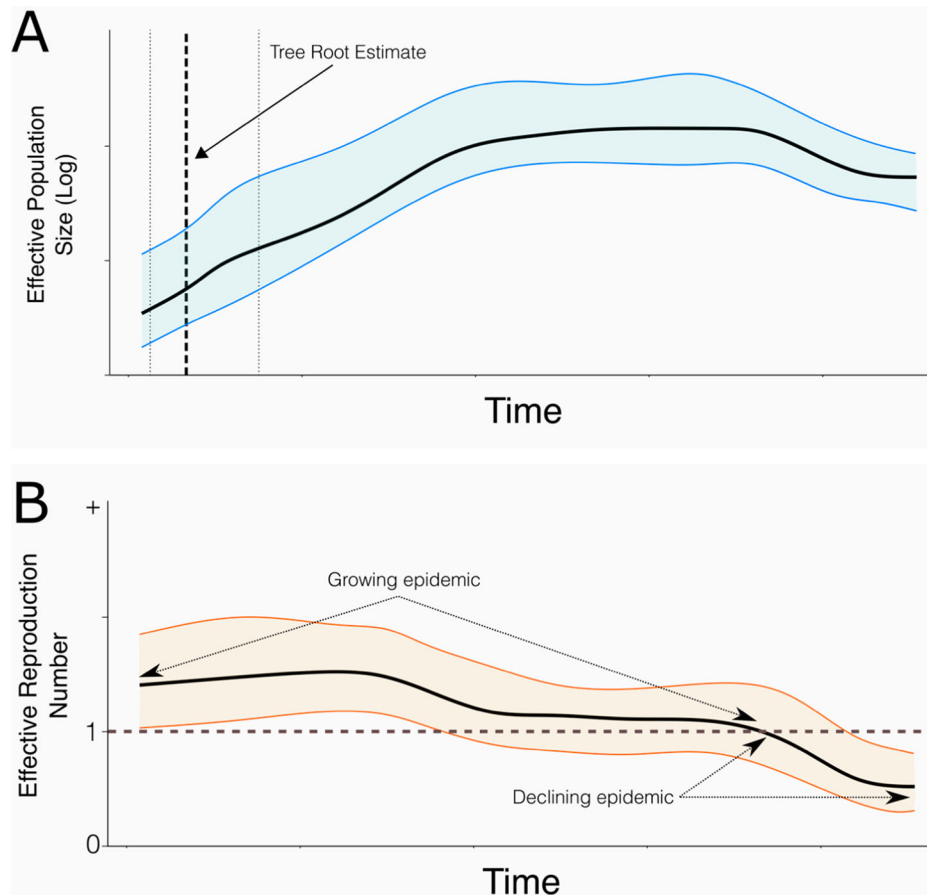 A
Tree Root Estimate
Effective Population
Size (Log)
Time
B
+
Growing epidemic
Effective Reproduction
Number
1
Declining epidemic
0
Time